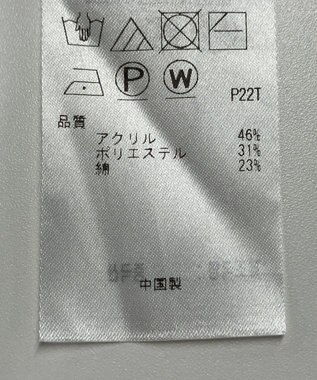 P W
P22T
品質
アクリル 46%
ポリエステル 31%
綿 23%
中国製